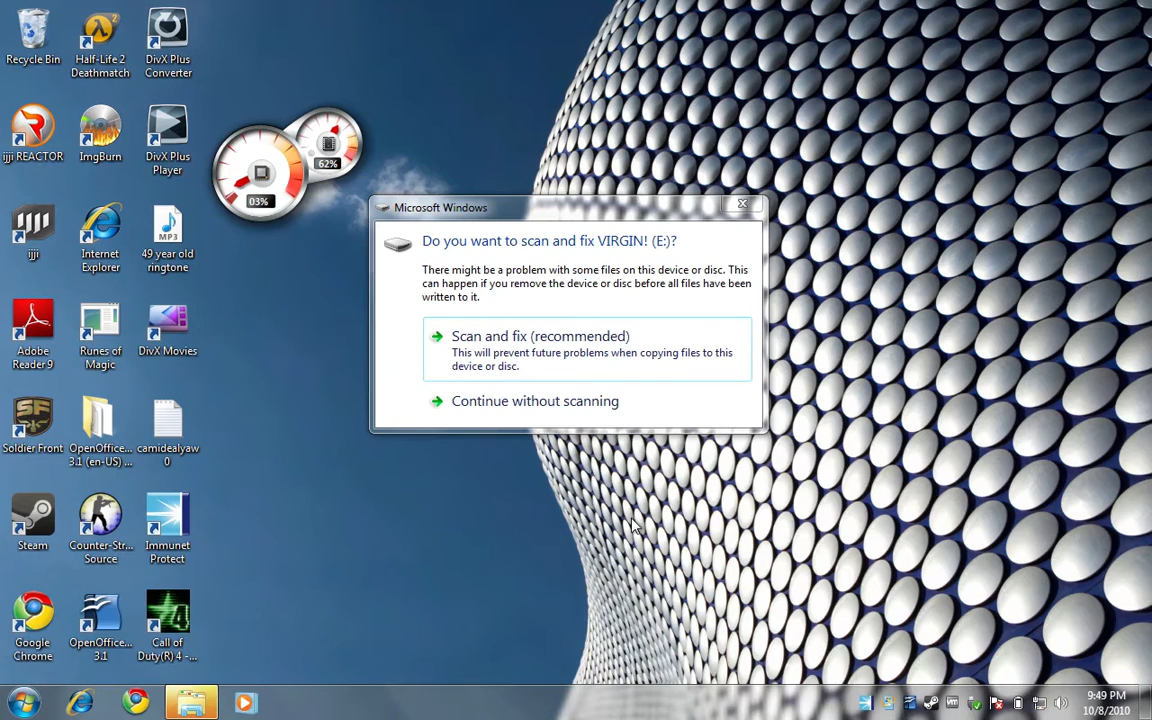 Recycle Bin
Half-Life 2
Deathmatch
DivX Plus
Converter
ijji REACTOR
ImgBurn
DivX Plus
Player
ijji
Internet
Explorer
MP3
49 year old
ringtone
Adobe
Reader 9
Runes of
Magic
DivX Movies
Soldier Front
OpenOffice...
3.1 (en-US) ...
camidealyaw
0
Steam
Counter-Str...
Source
Immunet
Protect
Google
Chrome
OpenOffice...
3.1
Call of
Duty(R) 4 -...
03%
62%
Microsoft Windows
Do you want to scan and fix VIRGIN! (E:)?
There might be a problem with some files on this device or disc. This
can happen if you remove the device or disc before all files have been
written to it.
Scan and fix (recommended)
This will prevent future problems when copying files to this
device or disc.
Continue without scanning
9:49 PM
10/8/2010